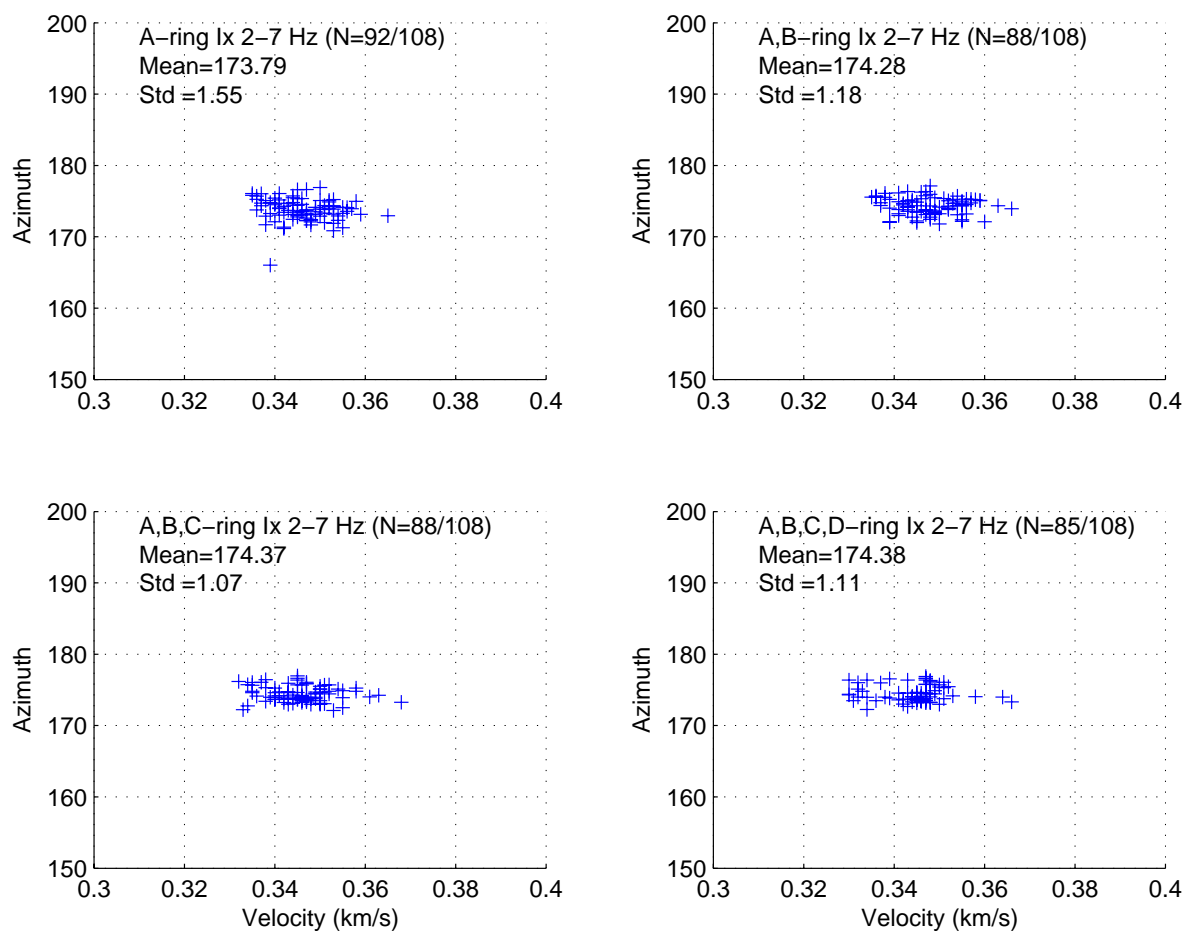 A−ring Ix 2−7 Hz (N=92/108)
Mean=173.79
Std =1.55
200
190
180
170
160
150
Azimuth
0.3
0.32
0.34
0.36
0.38
0.4
A,B−ring Ix 2−7 Hz (N=88/108)
Mean=174.28
Std =1.18
200
190
180
170
160
150
Azimuth
0.3
0.32
0.34
0.36
0.38
0.4
A,B,C−ring Ix 2−7 Hz (N=88/108)
Mean=174.37
Std =1.07
200
190
180
170
160
150
Azimuth
0.3
0.32
0.34
0.36
0.38
0.4
Velocity (km/s)
A,B,C,D−ring Ix 2−7 Hz (N=85/108)
Mean=174.38
Std =1.11
200
190
180
170
160
150
Azimuth
0.3
0.32
0.34
0.36
0.38
0.4
Velocity (km/s)